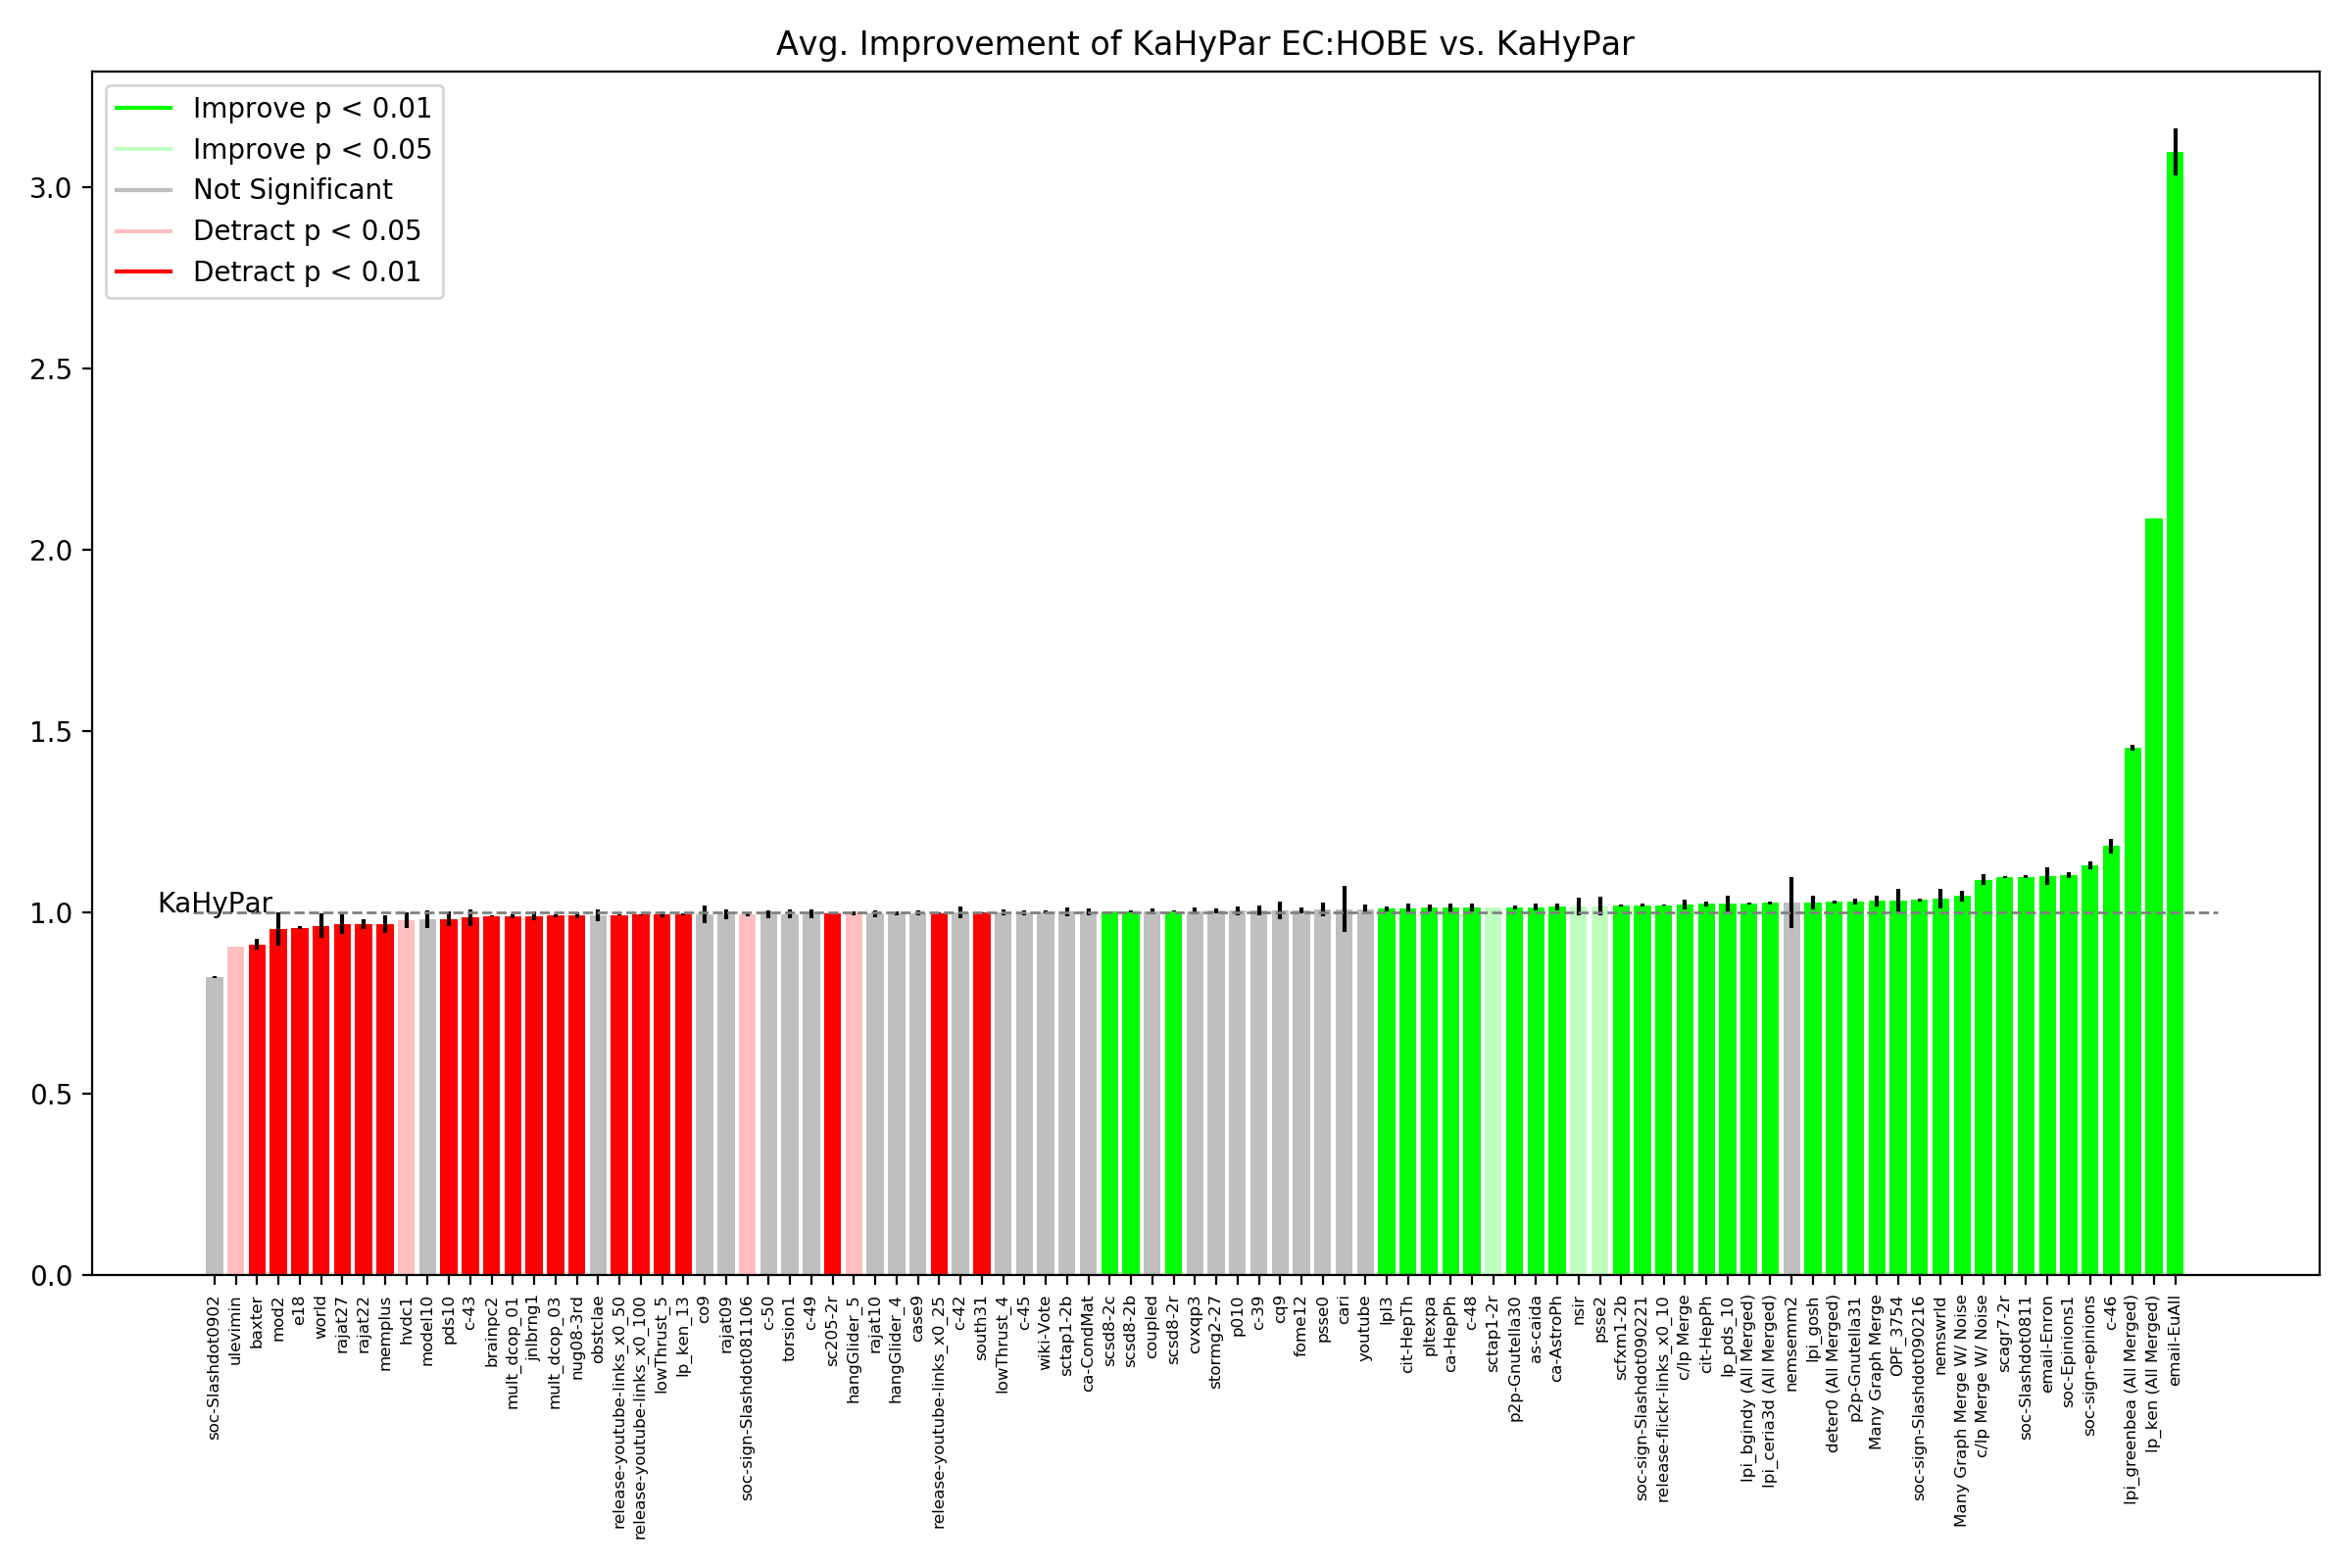 Avg. Improvement of KaHyPar EC:HOBE vs. KaHyPar
Improve p < 0.01
Improve p < 0.05
Not Significant
Detract p < 0.05
Detract p < 0.01
3.0
2.5
2.0
1.5
1.0
0.5
0.0
KaHyPar
soc-Slashdot0902
ulevimin
baxter
mod2
e18
world
rajat27
rajat22
memplus
hvdc1
model10
pds10
c-43
brainpc2
mult_dcop_01
jnlbrng1
mult_dcop_03
nug08-3rd
obstclae
release-youtube-links_x0_50
release-youtube-links_x0_100
lowThrust_5
lp_ken_13
co9
rajat09
soc-sign-Slashdot081106
c-50
torsion1
c-49
sc205-2r
hangGlider_5
rajat10
hangGlider_4
case9
release-youtube-links_x0_25
c-42
south31
lowThrust_4
c-45
wiki-Vote
sctap1-2b
ca-CondMat
scsd8-2c
scsd8-2b
coupled
scsd8-2r
cvxqp3
stormg2-27
p010
c-39
cq9
fome12
psse0
cari
youtube
lpl3
cit-HepTh
pltexpa
ca-HepPh
c-48
sctap1-2r
p2p-Gnutella30
as-caida
ca-AstroPh
nsir
psse2
scfxm1-2b
soc-sign-Slashdot090221
release-flickr-links_x0_10
c/lp Merge
cit-HepPh
lp_pds_10
lpi_bgindy (All Merged)
lpi_ceria3d (All Merged)
nemsemm2
lpi_gosh
deter0 (All Merged)
p2p-Gnutella31
Many Graph Merge
OPF_3754
soc-sign-Slashdot090216
nemswrld
Many Graph Merge W/ Noise
c/lp Merge W/ Noise
scagr7-2r
soc-Slashdot0811
email-Enron
soc-Epinions1
soc-sign-epinions
c-46
lpi_greenbea (All Merged)
lp_ken (All Merged)
email-EuAll